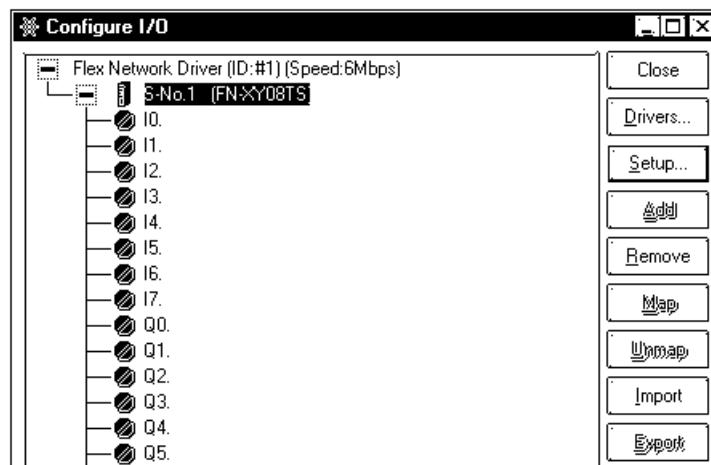 Configure I/O
Flex Network Driver (ID:#1) (Speed:6Mbps)
S-No.1 (FN-XY08TS)
I0.
I1.
I2.
I3.
I4.
I5.
I6.
I7.
Q0.
Q1.
Q2.
Q3.
Q4.
Q5.
Close
Drivers...
Setup...
Add
Remove
Map
Unmap
Import
Export